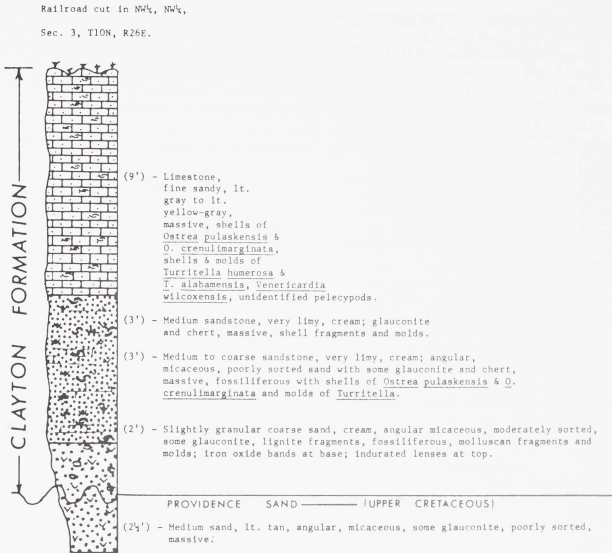 Railroad cut in NW¼, NW¼,
Sec. 3, T10N, R26E.
CLAYTON FORMATION
(9') - Limestone,
fine sandy, lt.
gray to lt.
yellow-gray,
massive, shells of
Ostrea pulaskensis &
O. crenulimarginata,
shells & molds of
Turritella humerosa &
T. alabamensis, Venericardia
wilcoxensis, unidentified pelecypods.
(3') - Medium sandstone, very limy, cream; glauconite
and chert, massive, shell fragments and molds.
(3') - Medium to coarse sandstone, very limy, cream; angular,
micaceous, poorly sorted sand with some glauconite and chert,
massive, fossiliferous with shells of Ostrea pulaskensis & O.
crenulimarginata and molds of Turritella.
(2') - Slightly granular coarse sand, cream, angular micaceous, moderately sorted,
some glauconite, lignite fragments, fossiliferous, molluscan fragments and
molds; iron oxide bands at base; indurated lenses at top.
PROVIDENCE SAND — (UPPER CRETACEOUS)
(2½') - Medium sand, lt. tan, angular, micaceous, some glauconite, poorly sorted,
massive.